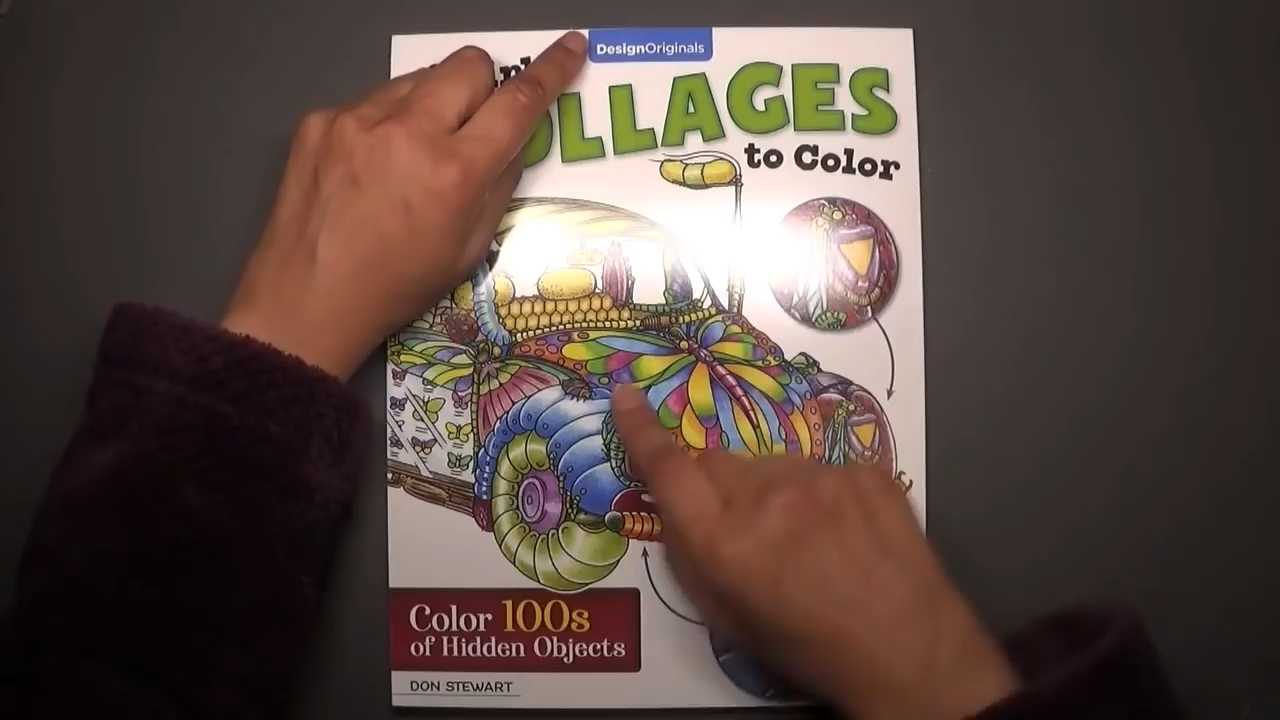 DesignOriginals
OLLAGES
to Color
Color 100s
of Hidden Objects
DON STEWART